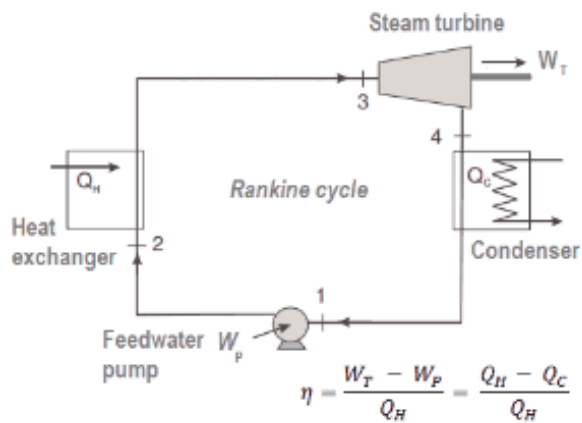 Steam turbine
W_T
3
4
Q_H
Rankine cycle
Q_C
Heat
exchanger
2
Condenser
1
Feedwater
pump
W_P
η = (W_T − W_P) / Q_H = (Q_H − Q_C) / Q_H